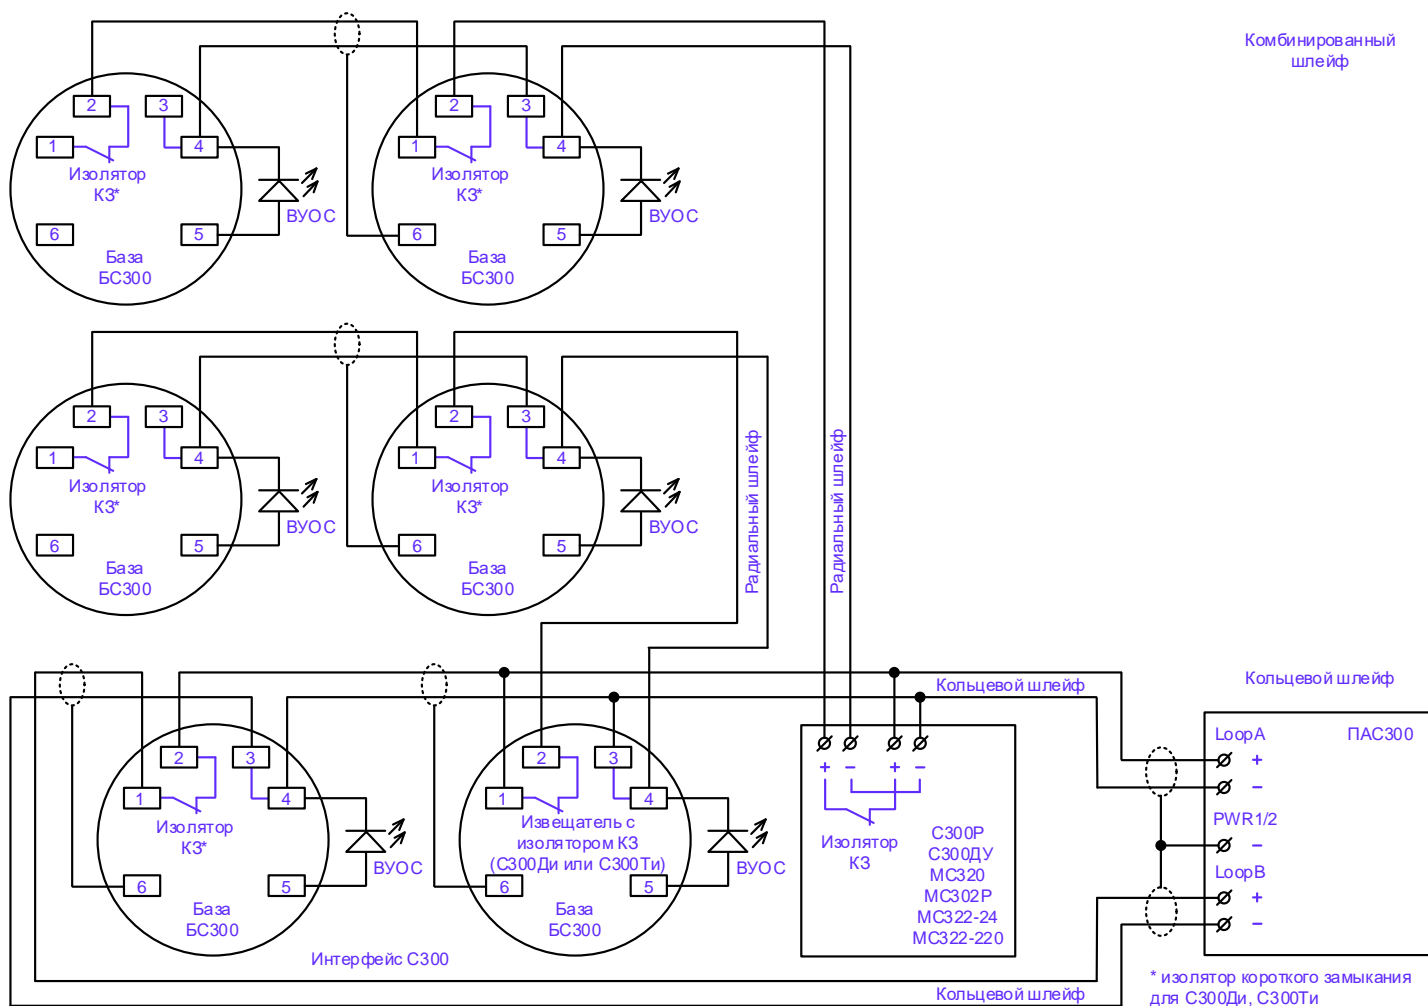 Комбинированный
шлейф
2
3
1
4
Изолятор
КЗ*
6
5
База
БС300
ВУОС
2
3
1
4
Изолятор
КЗ*
6
5
База
БС300
ВУОС
2
3
1
4
Изолятор
КЗ*
6
5
База
БС300
ВУОС
2
3
1
4
Изолятор
КЗ*
6
5
База
БС300
ВУОС
Радиальный шлейф
Радиальный шлейф
Кольцевой шлейф
Кольцевой шлейф
2
3
1
4
Изолятор
КЗ*
6
5
База
БС300
ВУОС
2
3
1
4
Извещатель с
изолятором КЗ
(С300Ди или С300Ти)
6
5
База
БС300
ВУОС
+ − + −
Изолятор
КЗ
С300Р
С300ДУ
МС320
МС302Р
МС322-24
МС322-220
LoopA
ПАС300
+
−
PWR1/2
−
LoopB
+
−
Интерфейс С300
Кольцевой шлейф
* изолятор короткого замыкания
для С300Ди, С300Ти